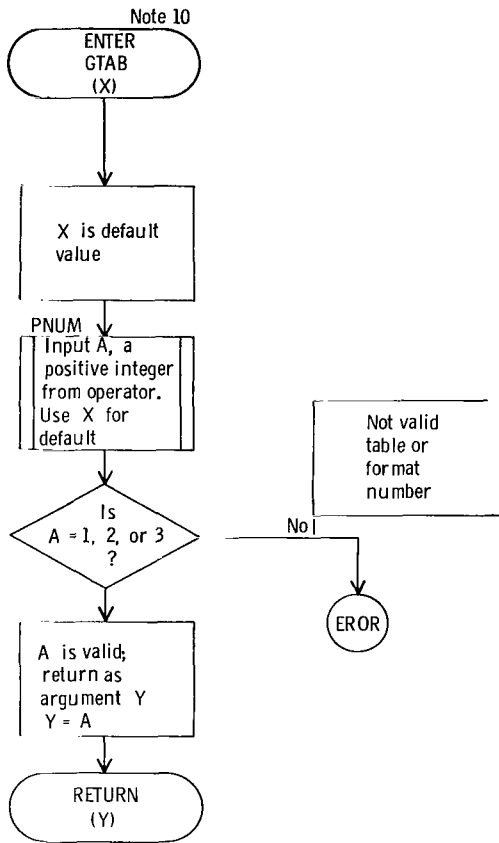 Note 10
ENTER
GTAB
(X)
X is default
value
PNUM
Input A, a
positive integer
from operator.
Use X for
default
Is
A = 1, 2, or 3
?
No
Not valid
table or
format
number
EROR
A is valid;
return as
argument Y
Y = A
RETURN
(Y)